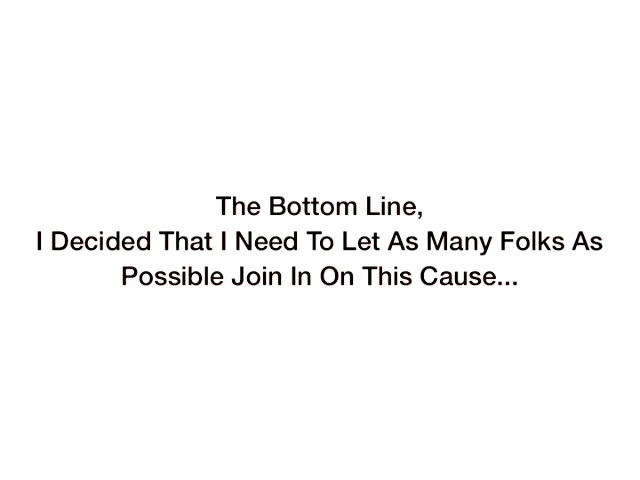 The Bottom Line,
I Decided That I Need To Let As Many Folks As
Possible Join In On This Cause...